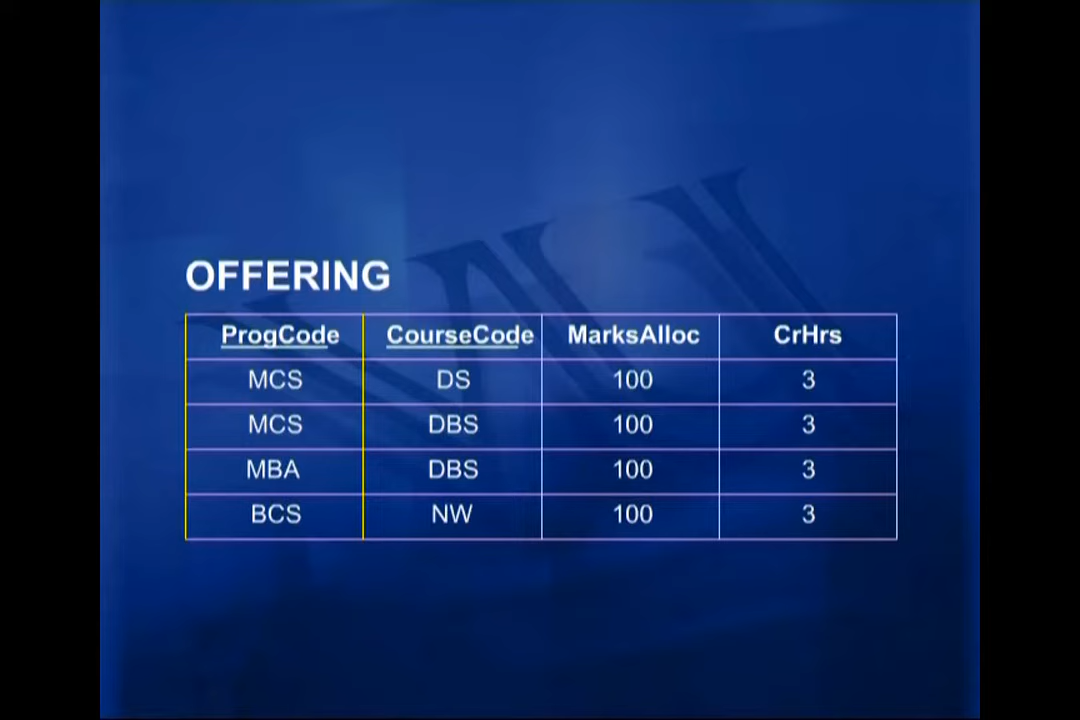 OFFERING
ProgCode CourseCode MarksAlloc CrHrs
MCS DS 100 3
MCS DBS 100 3
MBA DBS 100 3
BCS NW 100 3